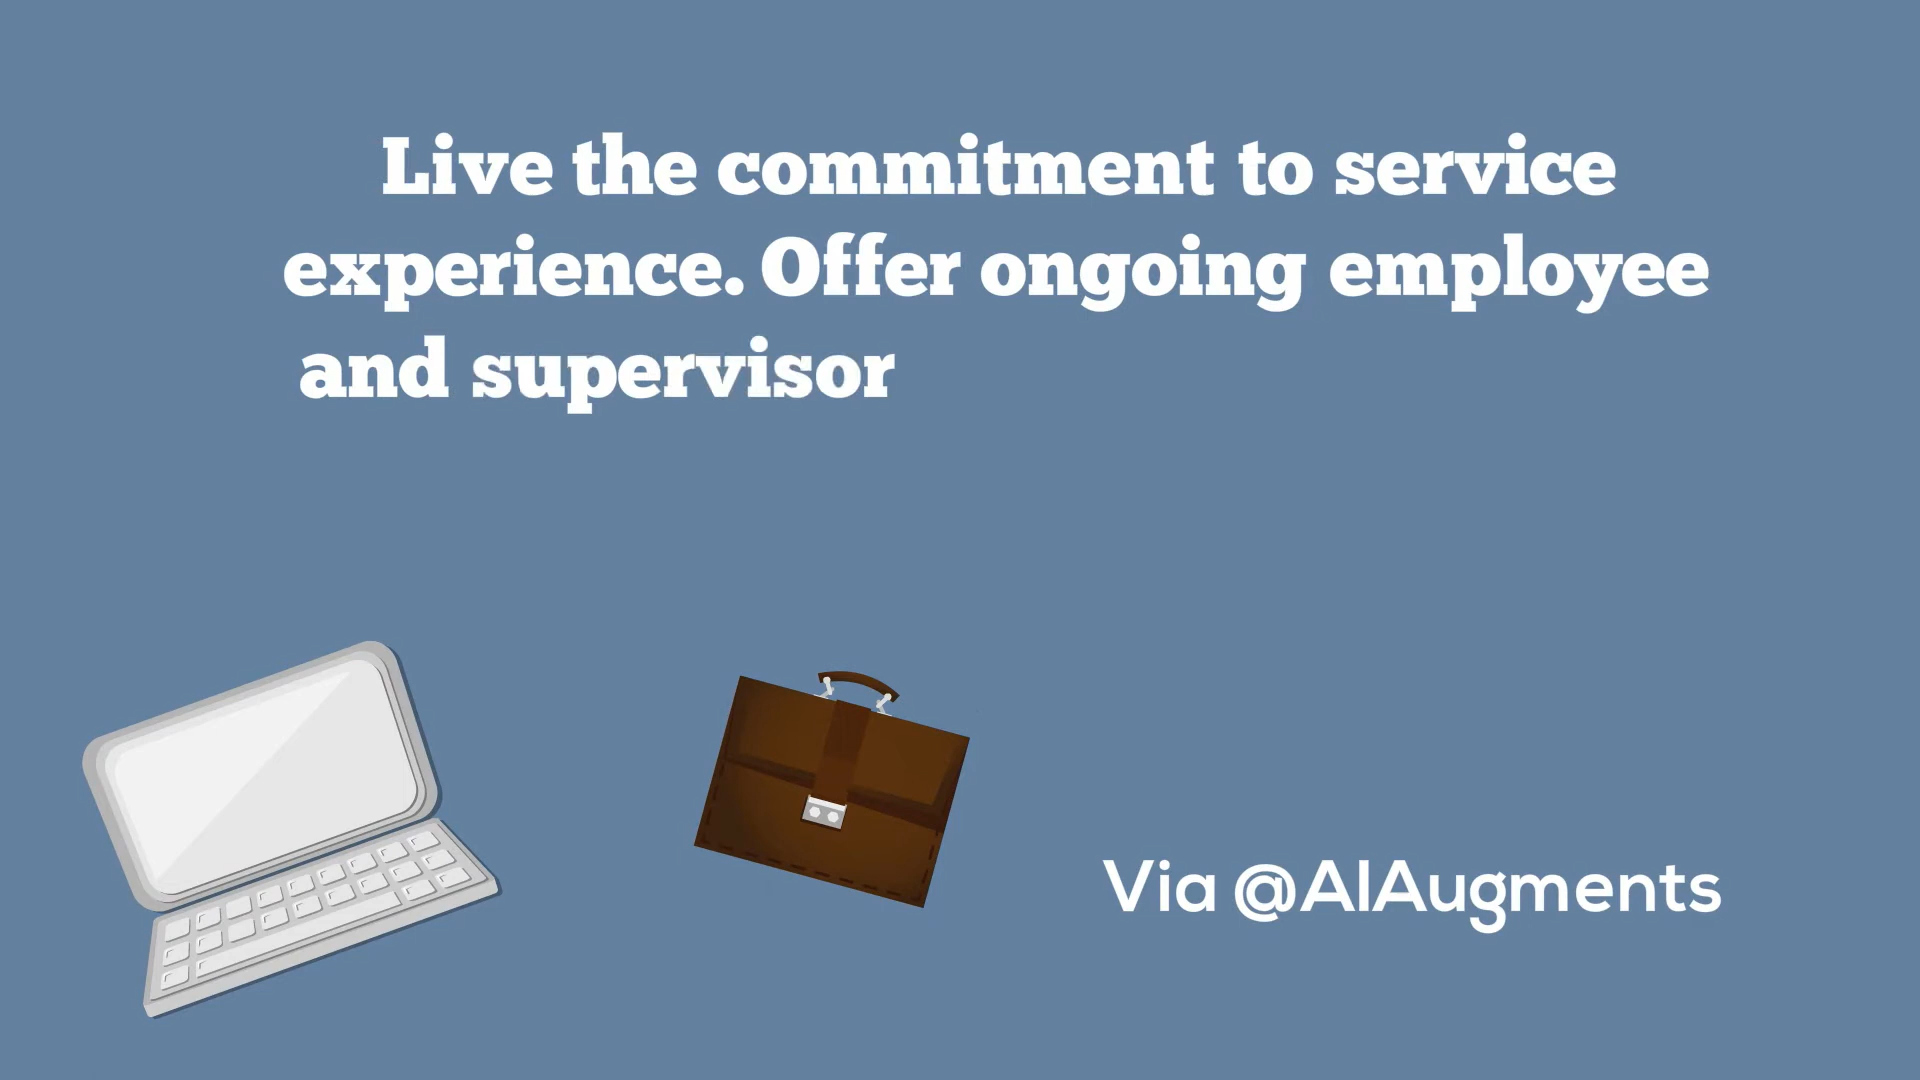 Live the commitment to service
experience. Offer ongoing employee
and supervisor
Via @AIAugments